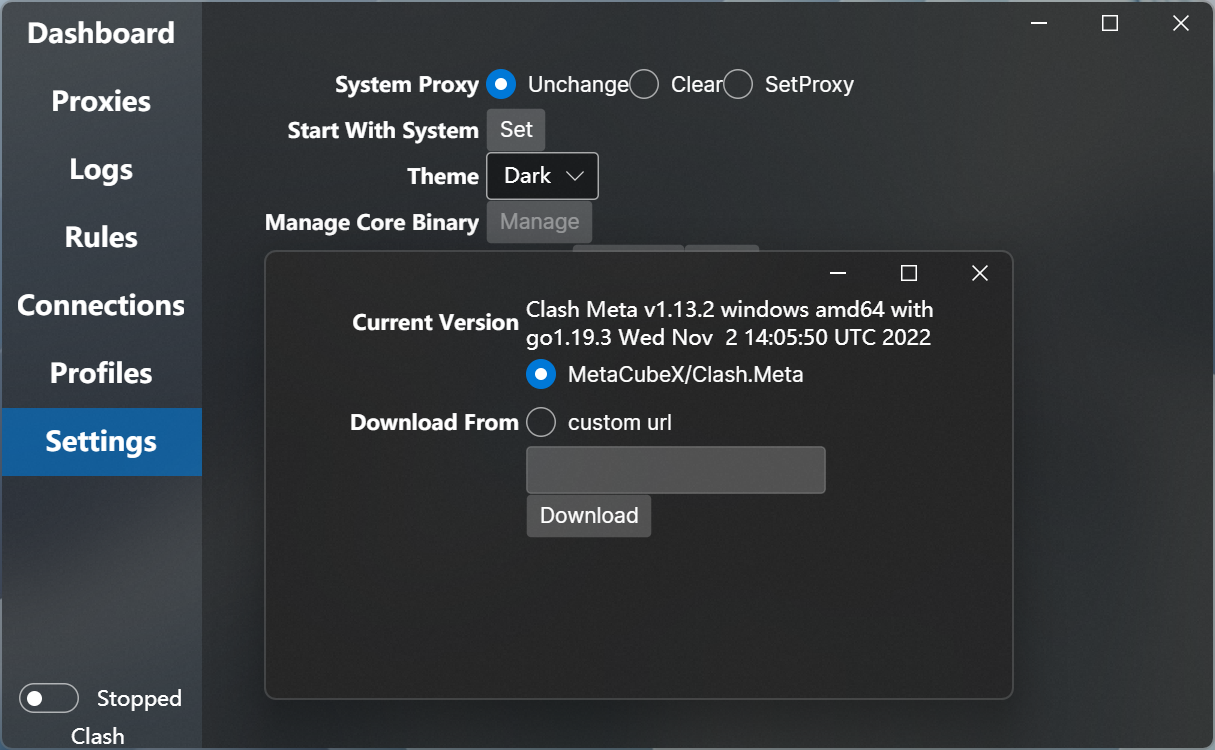 Dashboard
Proxies
Logs
Rules
Connections
Profiles
Settings
Stopped
Clash
System Proxy Unchange Clear SetProxy
Start With System Set
Theme Dark
Manage Core Binary Manage
Current Version Clash Meta v1.13.2 windows amd64 with
go1.19.3 Wed Nov  2 14:05:50 UTC 2022
MetaCubeX/Clash.Meta
Download From custom url
Download